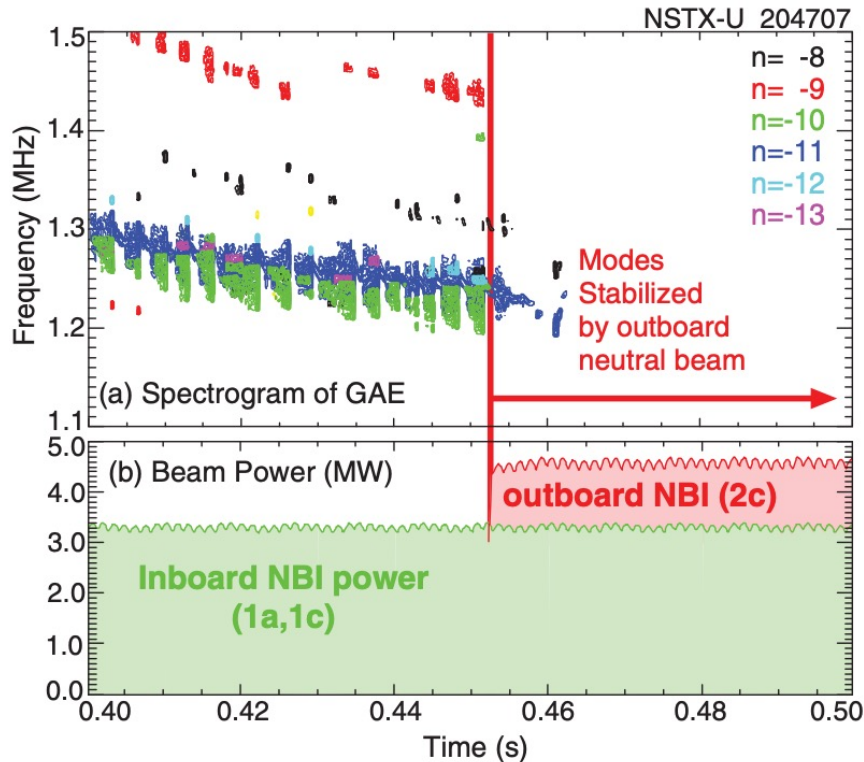 NSTX-U 204707
1.5
1.4
1.3
1.2
1.1
Frequency (MHz)
n= -8
n= -9
n=-10
n=-11
n=-12
n=-13
Modes
Stabilized
by outboard
neutral beam
(a) Spectrogram of GAE
5.0
4.0
3.0
2.0
1.0
0.0
(b) Beam Power (MW)
outboard NBI (2c)
Inboard NBI power
(1a,1c)
0.40
0.42
0.44
0.46
0.48
0.50
Time (s)